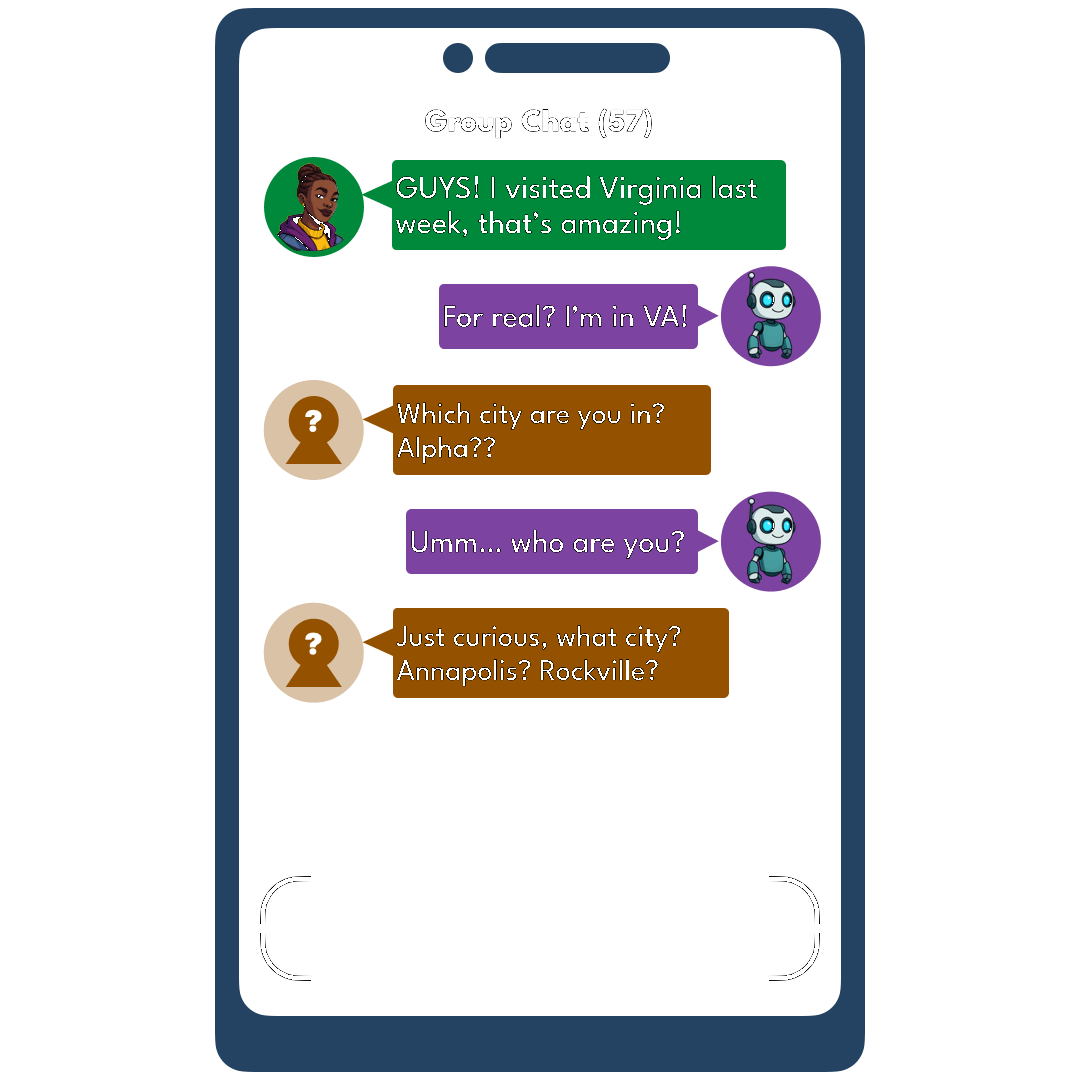 Group Chat (57)
GUYS! I visited Virginia last
week, that’s amazing!
For real? I’m in VA!
?
Which city are you in?
Alpha??
Umm... who are you?
?
Just curious, what city?
Annapolis? Rockville?